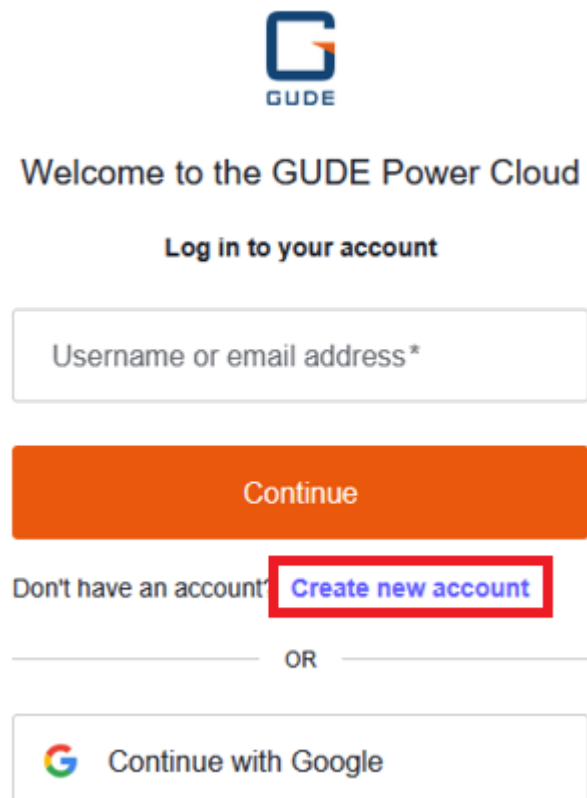 GUDE
Welcome to the GUDE Power Cloud
Log in to your account
Username or email address*
Continue
Don't have an account? Create new account
OR
Continue with Google